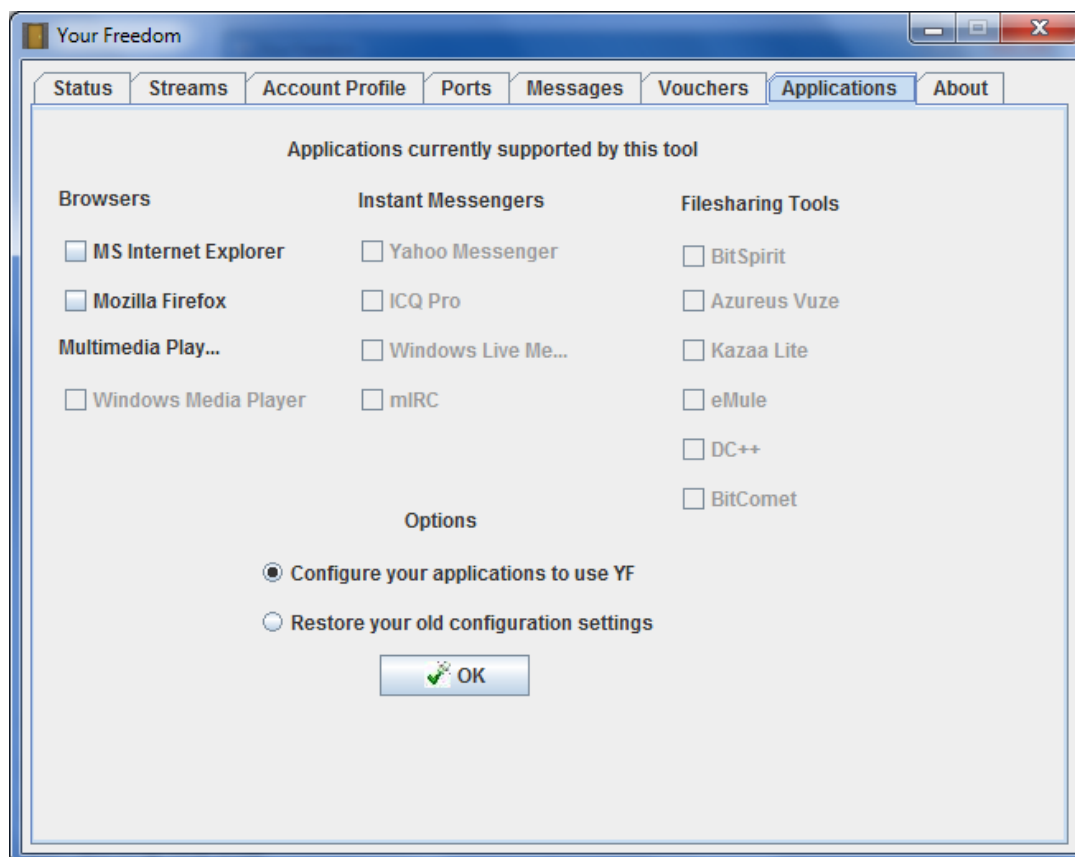 Your Freedom
Status Streams Account Profile Ports Messages Vouchers Applications About
Applications currently supported by this tool
Browsers
MS Internet Explorer
Mozilla Firefox
Multimedia Play...
Windows Media Player
Instant Messengers
Yahoo Messenger
ICQ Pro
Windows Live Me...
mIRC
Filesharing Tools
BitSpirit
Azureus Vuze
Kazaa Lite
eMule
DC++
BitComet
Options
Configure your applications to use YF
Restore your old configuration settings
OK